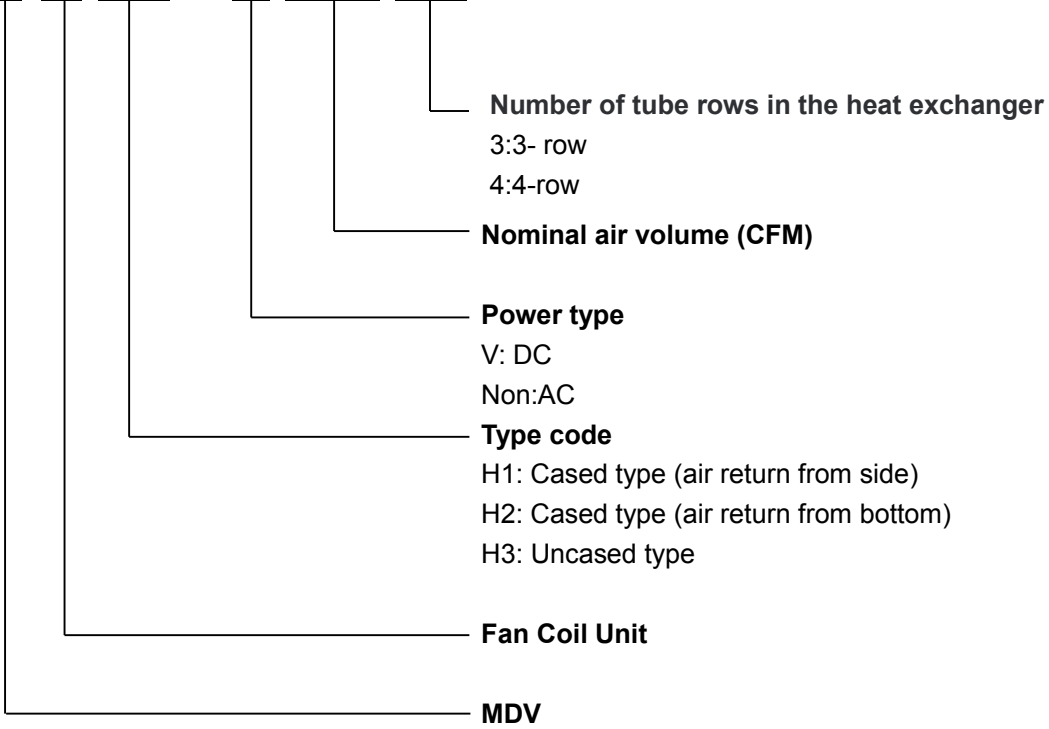 Number of tube rows in the heat exchanger
3:3- row
4:4-row
Nominal air volume (CFM)
Power type
V: DC
Non:AC
Type code
H1: Cased type (air return from side)
H2: Cased type (air return from bottom)
H3: Uncased type
Fan Coil Unit
MDV